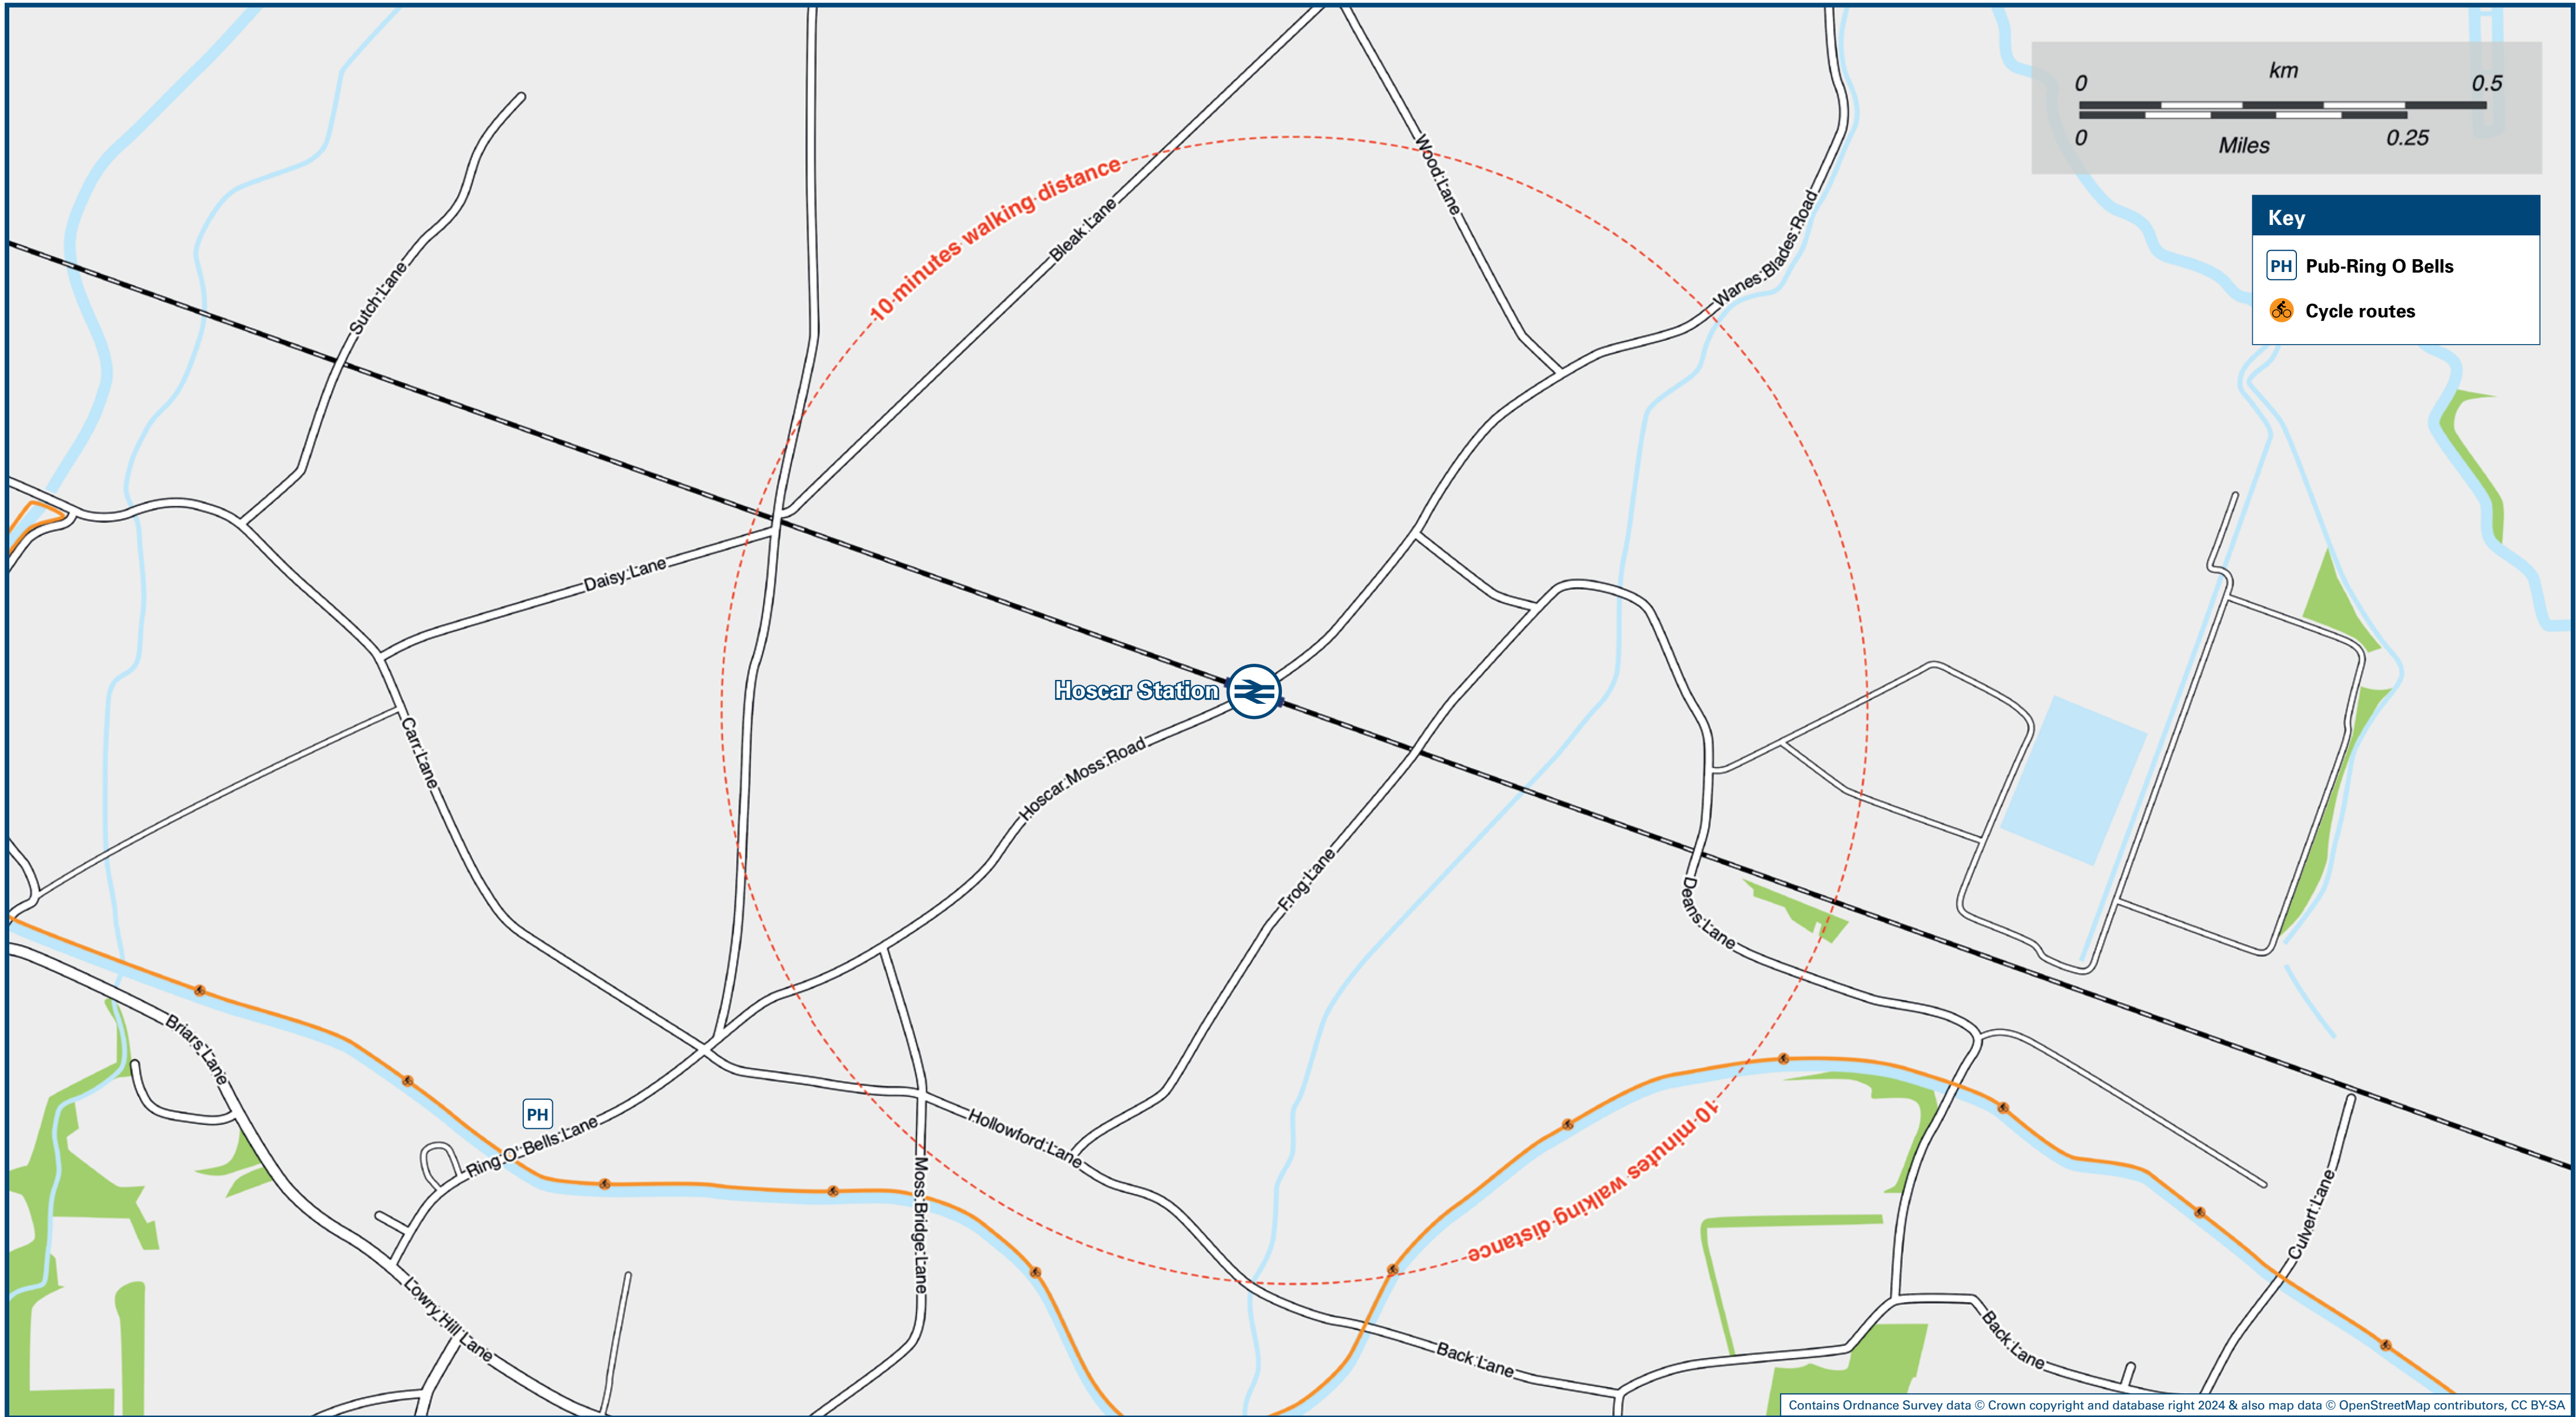 km
0 0.5
0 0.25
Miles
Key
PH Pub-Ring O Bells
Cycle routes
10 minutes walking distance
Bleak Lane
Wood Lane
Wanes Blades Road
Sutch Lane
Daisy Lane
Hoscar Station
Carr Lane
Hoscar Moss Road
Frog Lane
Deans Lane
Briars Lane
PH
Ring O' Bells Lane
Hollowford Lane
Moss Bridge Lane
10 minutes walking distance
Culvert Lane
Lowry Hill Lane
Back Lane
Back Lane
Contains Ordnance Survey data © Crown copyright and database right 2024 & also map data © OpenStreetMap contributors, CC BY-SA